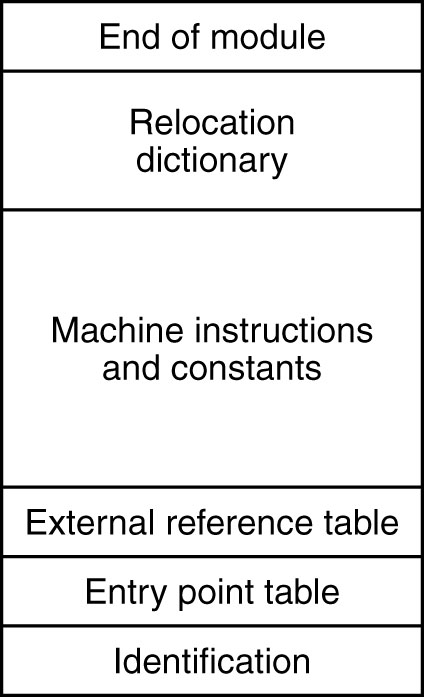 End of module
Relocation
dictionary
Machine instructions
and constants
External reference table
Entry point table
Identification